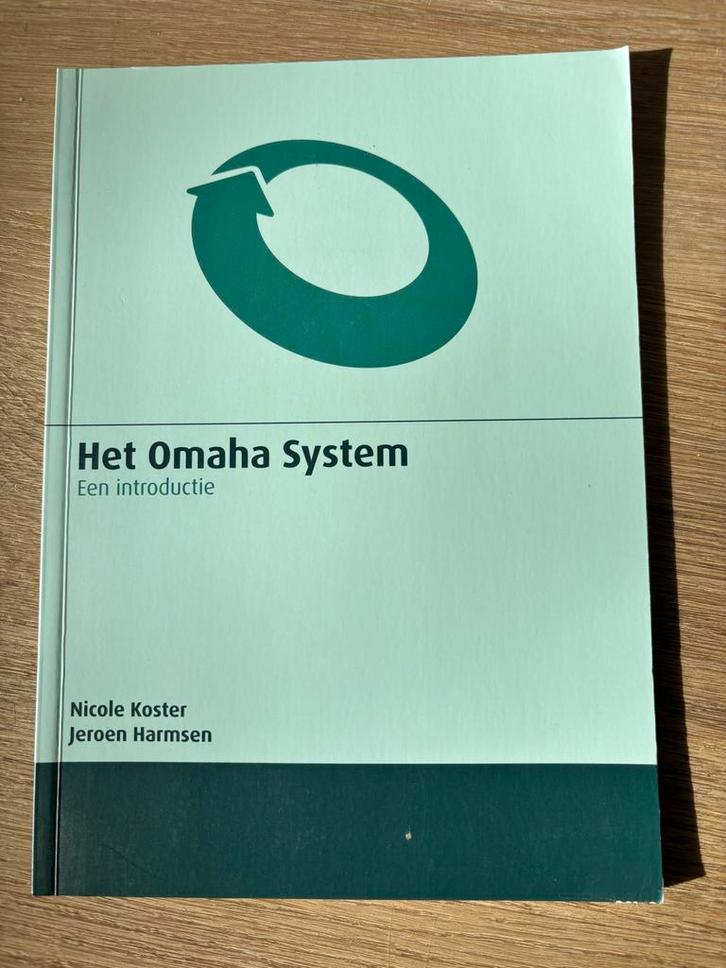 Het Omaha System
Een introductie
Nicole Koster
Jeroen Harmsen